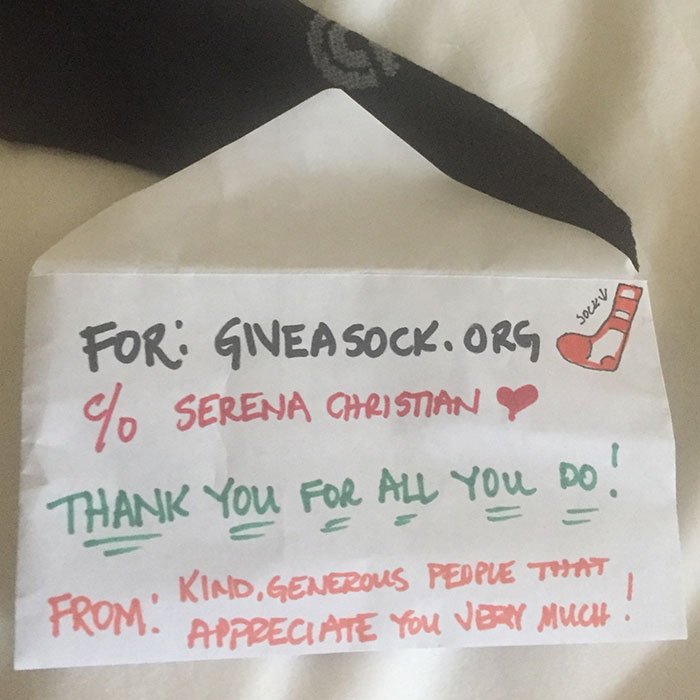 SOCK
FOR: GIVEASOCK.ORG
c/o SERENA CHRISTIAN
THANK YOU FOR ALL YOU DO!
FROM: KIND, GENEROUS PEOPLE THAT
APPRECIATE YOU VERY MUCH!